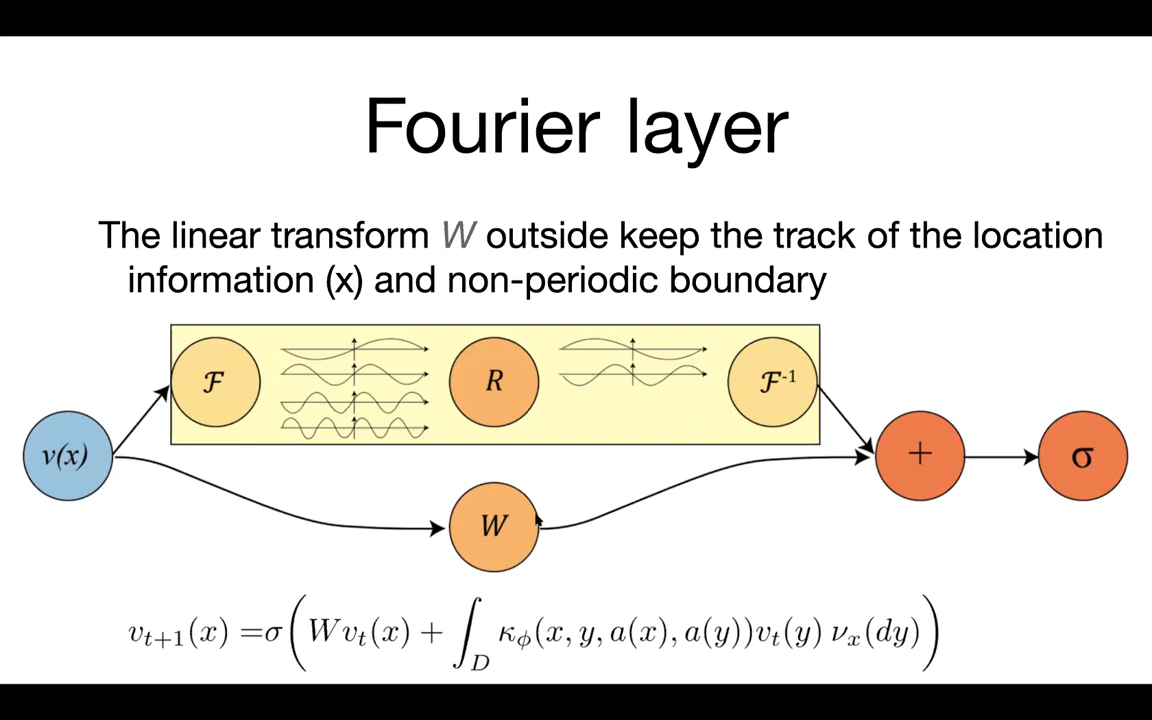 Fourier layer
The linear transform W outside keep the track of the location
information (x) and non-periodic boundary
v(x)
ℱ
R
ℱ⁻¹
W
+
σ
v_{t+1}(x) =σ(Wv_t(x) + ∫_D κ_ϕ(x, y, a(x), a(y))v_t(y) ν_x(dy))